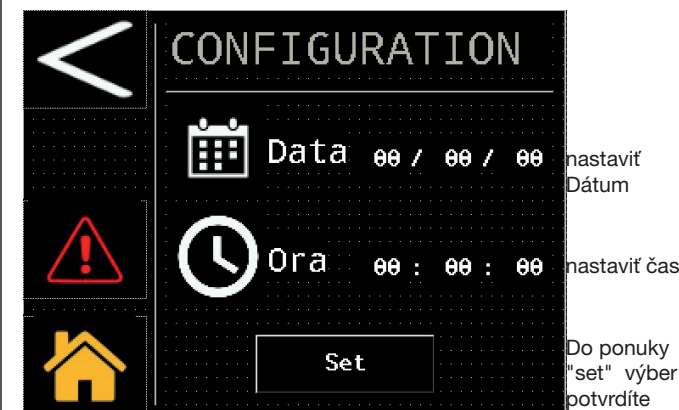 CONFIGURATION
Data 00 / 00 / 00
nastaviť
Dátum
Ora 00 : 00 : 00
nastaviť čas
Set
Do ponuky
"set" výber
potvrdíte